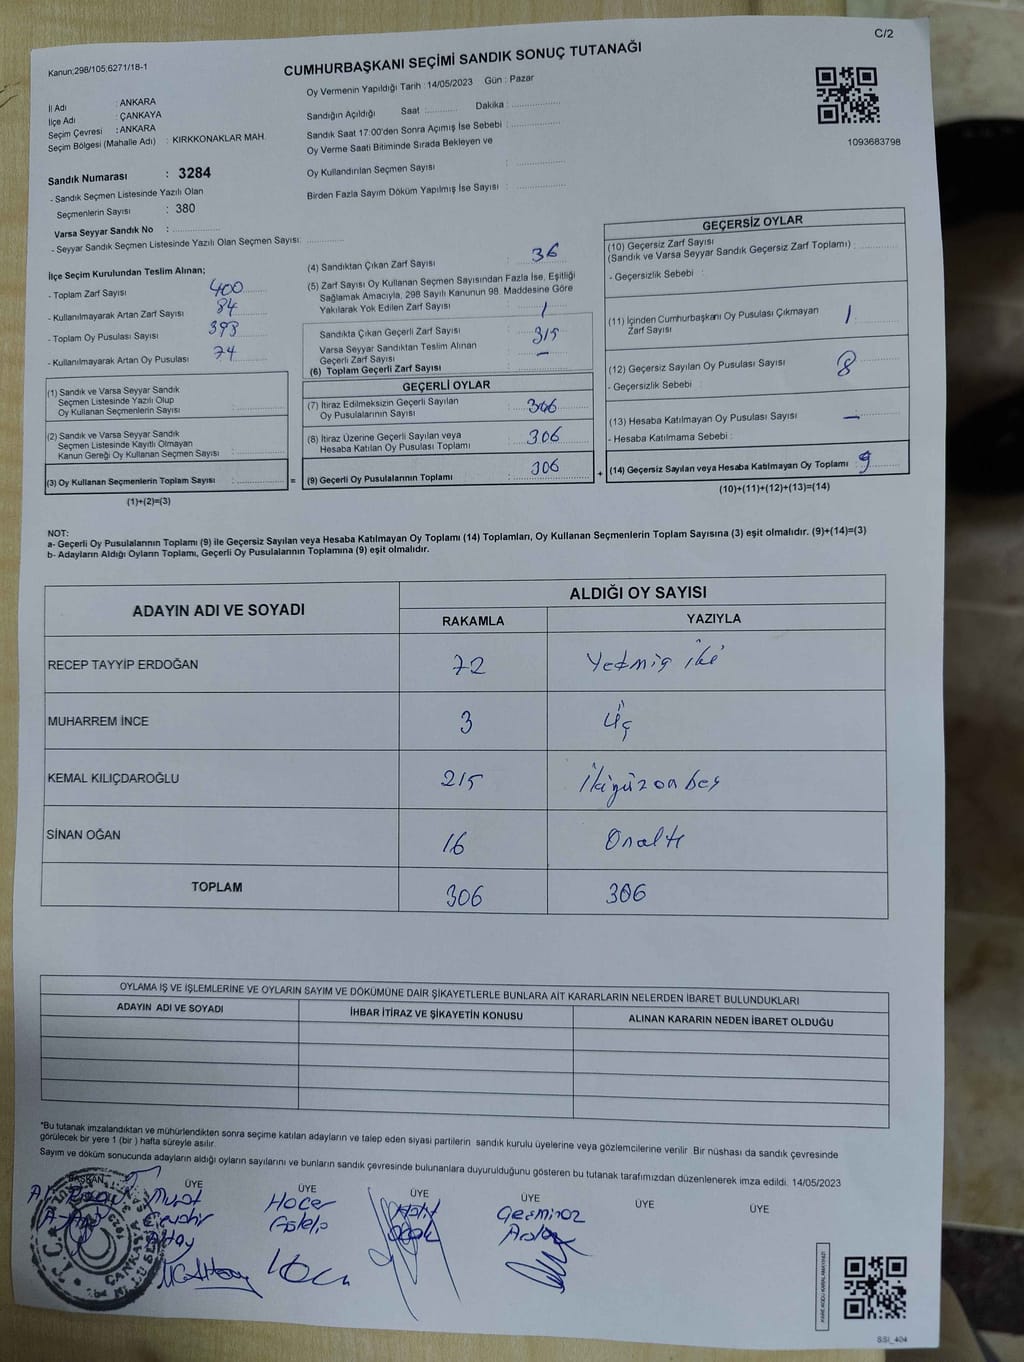 C/2
Kanun;298/105;6271/18-1
CUMHURBAŞKANI SEÇİMİ SANDIK SONUÇ TUTANAĞI
Oy Vermenin Yapıldığı Tarih : 14/05/2023 Gün : Pazar
İl Adı : ANKARA
İlçe Adı : ÇANKAYA
Seçim Çevresi : ANKARA
Seçim Bölgesi (Mahalle Adı) : KIRKKONAKLAR MAH.
Sandığın Açıldığı Saat :.......... Dakika :...............
Sandık Saat 17:00'den Sonra Açımış İse Sebebi :...............
Oy Verme Saati Bitiminde Sırada Bekleyen ve
Oy Kullandırılan Seçmen Sayısı :...............
Birden Fazla Sayım Döküm Yapılmış İse Sayısı :...............
1093683798
Sandık Numarası : 3284
- Sandık Seçmen Listesinde Yazılı Olan
Seçmenlerin Sayısı : 380
Varsa Seyyar Sandık No :...............
- Seyyar Sandık Seçmen Listesinde Yazılı Olan Seçmen Sayısı:...............
İlçe Seçim Kurulundan Teslim Alınan;
- Toplam Zarf Sayısı 400
- Kullanılmayarak Artan Zarf Sayısı 84
- Toplam Oy Pusulası Sayısı 393
- Kullanılmayarak Artan Oy Pusulası 74
(1) Sandık ve Varsa Seyyar Sandık
Seçmen Listesinde Yazılı Olup
Oy Kullanan Seçmenlerin Sayısı :...............
(2) Sandık ve Varsa Seyyar Sandık
Seçmen Listesinde Kayıtlı Olmayan
Kanun Gereği Oy Kullanan Seçmen Sayısı :...............
(3) Oy Kullanan Seçmenlerin Toplam Sayısı :...............
(1)+(2)=(3)
(4) Sandıktan Çıkan Zarf Sayısı : 36
(5) Zarf Sayısı Oy Kullanan Seçmen Sayısından Fazla İse, Eşitliği
Sağlamak Amacıyla, 298 Sayılı Kanunun 98. Maddesine Göre
Yakılarak Yok Edilen Zarf Sayısı : 1
Sandıkta Çıkan Geçerli Zarf Sayısı : 315
Varsa Seyyar Sandıktan Teslim Alınan
Geçerli Zarf Sayısı : —
(6) Toplam Geçerli Zarf Sayısı
GEÇERLİ OYLAR
(7) İtiraz Edilmeksizin Geçerli Sayılan
Oy Pusulalarının Sayısı : 306
(8) İtiraz Üzerine Geçerli Sayılan veya
Hesaba Katılan Oy Pusulası Toplamı : 306
= (9) Geçerli Oy Pusulalarının Toplamı : 306
GEÇERSİZ OYLAR
(10) Geçersiz Zarf Sayısı
(Sandık ve Varsa Seyyar Sandık Geçersiz Zarf Toplamı) :...............
- Geçersizlik Sebebi :
(11) İçinden Cumhurbaşkanı Oy Pusulası Çıkmayan
Zarf Sayısı : 1
(12) Geçersiz Sayılan Oy Pusulası Sayısı : 8
- Geçersizlik Sebebi :
(13) Hesaba Katılmayan Oy Pusulası Sayısı : —
- Hesaba Katılmama Sebebi :
+ (14) Geçersiz Sayılan veya Hesaba Katılmayan Oy Toplamı : 9
(10)+(11)+(12)+(13)=(14)
NOT:
a- Geçerli Oy Pusulalarının Toplamı (9) ile Geçersiz Sayılan veya Hesaba Katılmayan Oy Toplamı (14) Toplamları, Oy Kullanan Seçmenlerin Toplam Sayısına (3) eşit olmalıdır. (9)+(14)=(3)
b- Adayların Aldığı Oyların Toplamı, Geçerli Oy Pusulalarının Toplamına (9) eşit olmalıdır.
ADAYIN ADI VE SOYADI ALDIĞI OY SAYISI
RAKAMLA YAZIYLA
RECEP TAYYİP ERDOĞAN 72 Yetmiş iki
MUHARREM İNCE 3 üç
KEMAL KILIÇDAROĞLU 215 İkiyüzonbeş
SİNAN OĞAN 16 Onaltı
TOPLAM 306 306
OYLAMA İŞ VE İŞLEMLERİNE VE OYLARIN SAYIM VE DÖKÜMÜNE DAİR ŞİKAYETLERLE BUNLARA AİT KARARLARIN NELERDEN İBARET BULUNDUKLARI
ADAYIN ADI VE SOYADI İHBAR İTİRAZ VE ŞİKAYETİN KONUSU ALINAN KARARIN NEDEN İBARET OLDUĞU
*Bu tutanak imzalandıktan ve mühürlendikten sonra seçime katılan adayların ve talep eden siyasi partilerin sandık kurulu üyelerine veya gözlemcilerine verilir. Bir nüshası da sandık çevresinde
görülecek bir yere 1 (bir ) hafta süreyle asılır.
Sayım ve döküm sonucunda adayların aldığı oyların sayılarını ve bunların sandık çevresinde bulunanlara duyurulduğunu gösteren bu tutanak tarafımızdan düzenlenerek imza edildi. 14/05/2023
BAŞKAN ÜYE ÜYE ÜYE ÜYE ÜYE ÜYE
Murat
Altay
T.C.
ÇANKAYA
SSI_404